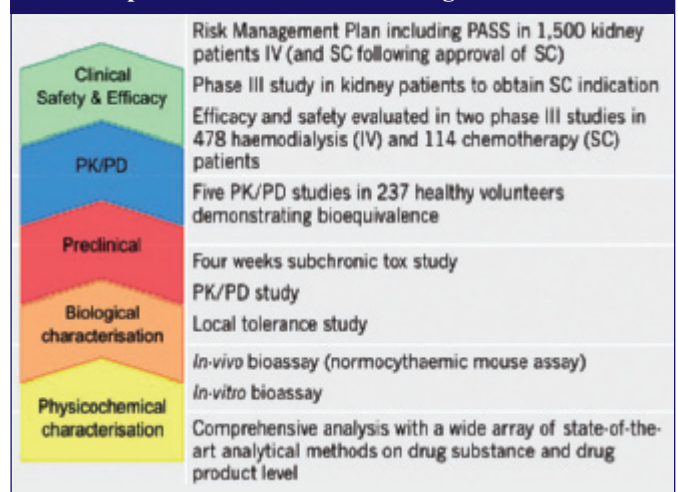 Risk Management Plan including PASS in 1,500 kidney
patients IV (and SC following approval of SC)
Phase III study in kidney patients to obtain SC indication
Efficacy and safety evaluated in two phase III studies in
478 haemodialysis (IV) and 114 chemotherapy (SC)
patients
Five PK/PD studies in 237 healthy volunteers
demonstrating bioequivalence
Four weeks subchronic tox study
PK/PD study
Local tolerance study
In-vivo bioassay (normocythaemic mouse assay)
In-vitro bioassay
Comprehensive analysis with a wide array of state-of-the-
art analytical methods on drug substance and drug
product level
Clinical
Safety & Efficacy
PK/PD
Preclinical
Biological
characterisation
Physicochemical
characterisation